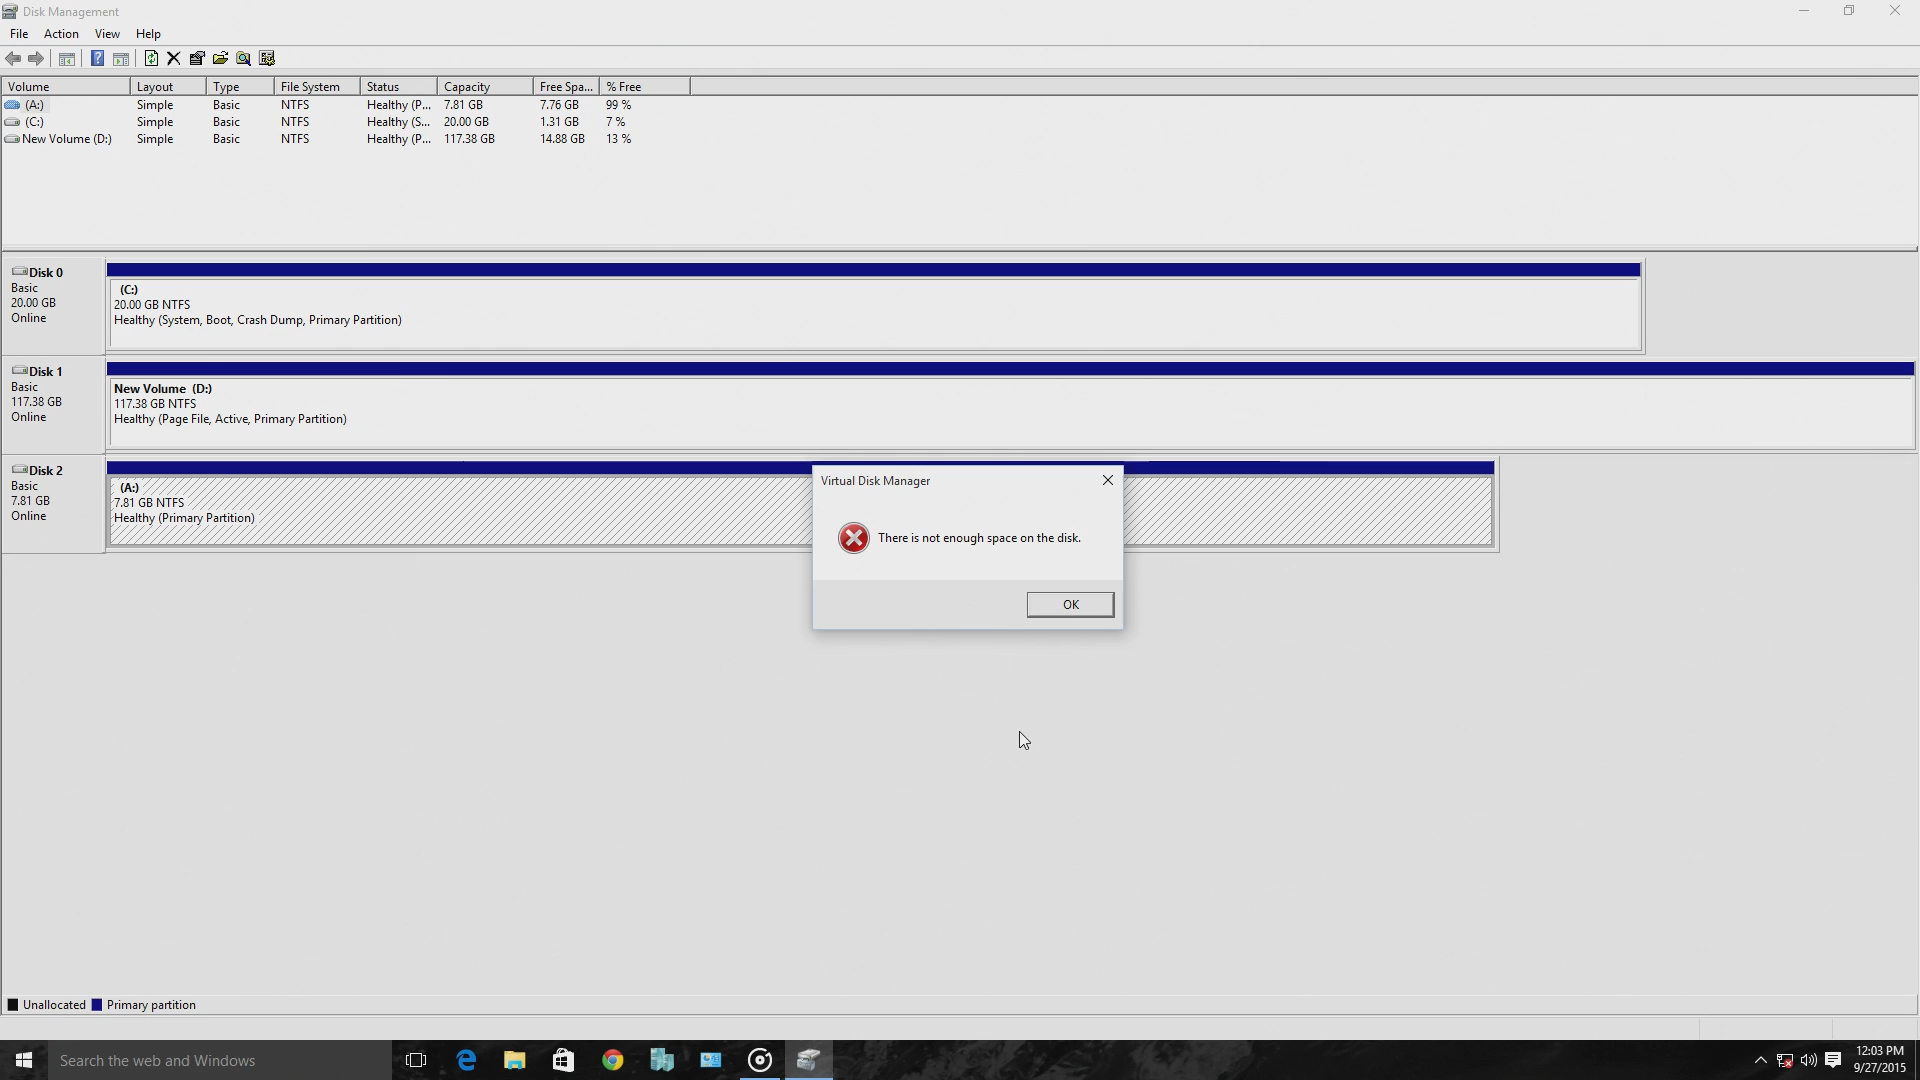 Disk Management
File Action View Help
Volume Layout Type File System Status Capacity Free Spa... % Free
(A:) Simple Basic NTFS Healthy (P... 7.81 GB 7.76 GB 99 %
(C:) Simple Basic NTFS Healthy (S... 20.00 GB 1.31 GB 7 %
New Volume (D:) Simple Basic NTFS Healthy (P... 117.38 GB 14.88 GB 13 %
Disk 0
Basic
20.00 GB
Online
(C:)
20.00 GB NTFS
Healthy (System, Boot, Crash Dump, Primary Partition)
Disk 1
Basic
117.38 GB
Online
New Volume (D:)
117.38 GB NTFS
Healthy (Page File, Active, Primary Partition)
Disk 2
Basic
7.81 GB
Online
(A:)
7.81 GB NTFS
Healthy (Primary Partition)
Virtual Disk Manager
There is not enough space on the disk.
OK
Unallocated Primary partition
Search the web and Windows
12:03 PM
9/27/2015